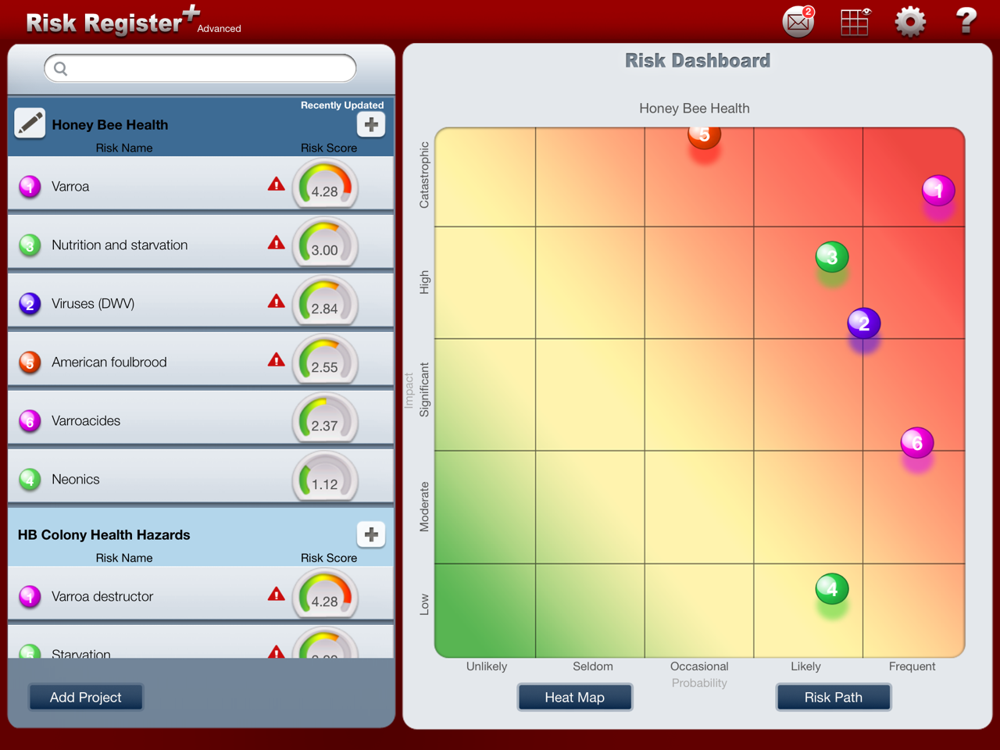 Risk Register+ Advanced
2
?
Recently Updated
Honey Bee Health
Risk Name Risk Score
1 Varroa 4.28
3 Nutrition and starvation 3.00
2 Viruses (DWV) 2.84
5 American foulbrood 2.55
6 Varroacides 2.37
4 Neonics 1.12
HB Colony Health Hazards
Risk Name Risk Score
1 Varroa destructor 4.28
5 Starvation
Add Project
Risk Dashboard
Honey Bee Health
Impact
Catastrophic
High
Significant
Moderate
Low
5
1
3
2
6
4
Unlikely Seldom Occasional Likely Frequent
Probability
Heat Map Risk Path